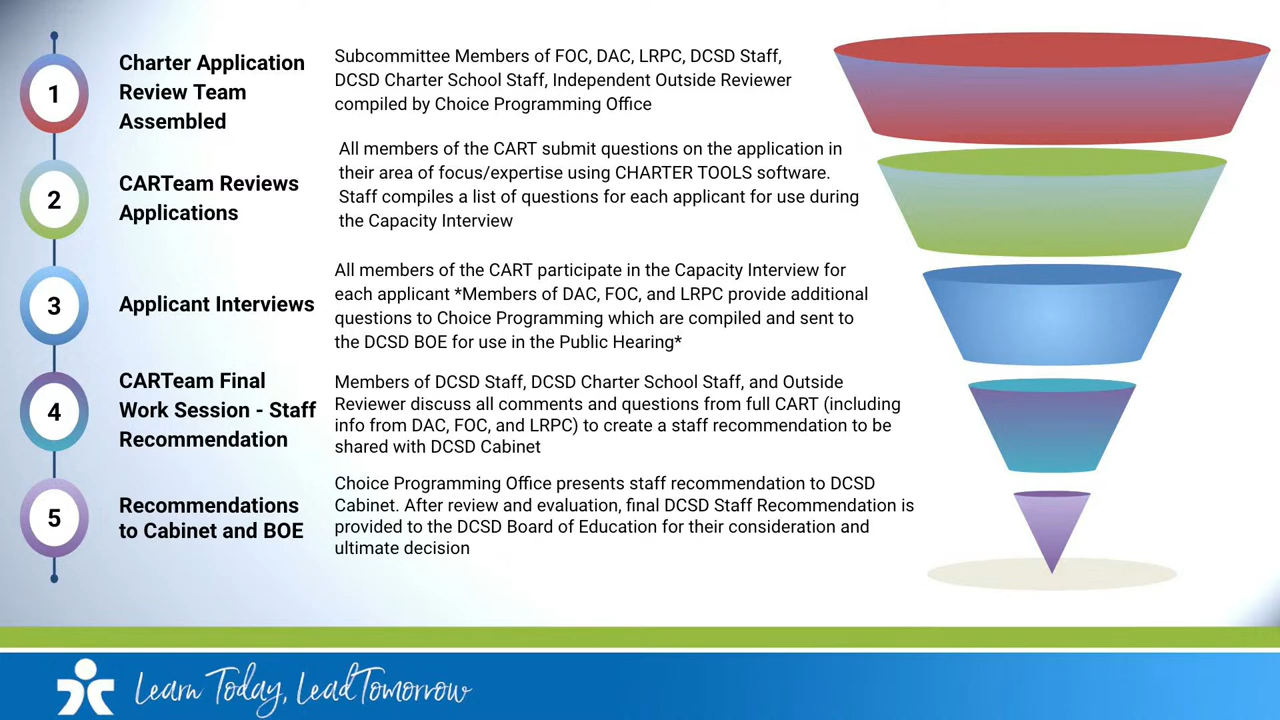 1
Charter Application
Review Team
Assembled
Subcommittee Members of FOC, DAC, LRPC, DCSD Staff,
DCSD Charter School Staff, Independent Outside Reviewer
compiled by Choice Programming Office
2
CARTeam Reviews
Applications
All members of the CART submit questions on the application in
their area of focus/expertise using CHARTER TOOLS software.
Staff compiles a list of questions for each applicant for use during
the Capacity Interview
3
Applicant Interviews
All members of the CART participate in the Capacity Interview for
each applicant *Members of DAC, FOC, and LRPC provide additional
questions to Choice Programming which are compiled and sent to
the DCSD BOE for use in the Public Hearing*
4
CARTeam Final
Work Session - Staff
Recommendation
Members of DCSD Staff, DCSD Charter School Staff, and Outside
Reviewer discuss all comments and questions from full CART (including
info from DAC, FOC, and LRPC) to create a staff recommendation to be
shared with DCSD Cabinet
5
Recommendations
to Cabinet and BOE
Choice Programming Office presents staff recommendation to DCSD
Cabinet. After review and evaluation, final DCSD Staff Recommendation is
provided to the DCSD Board of Education for their consideration and
ultimate decision
Learn Today, Lead Tomorrow